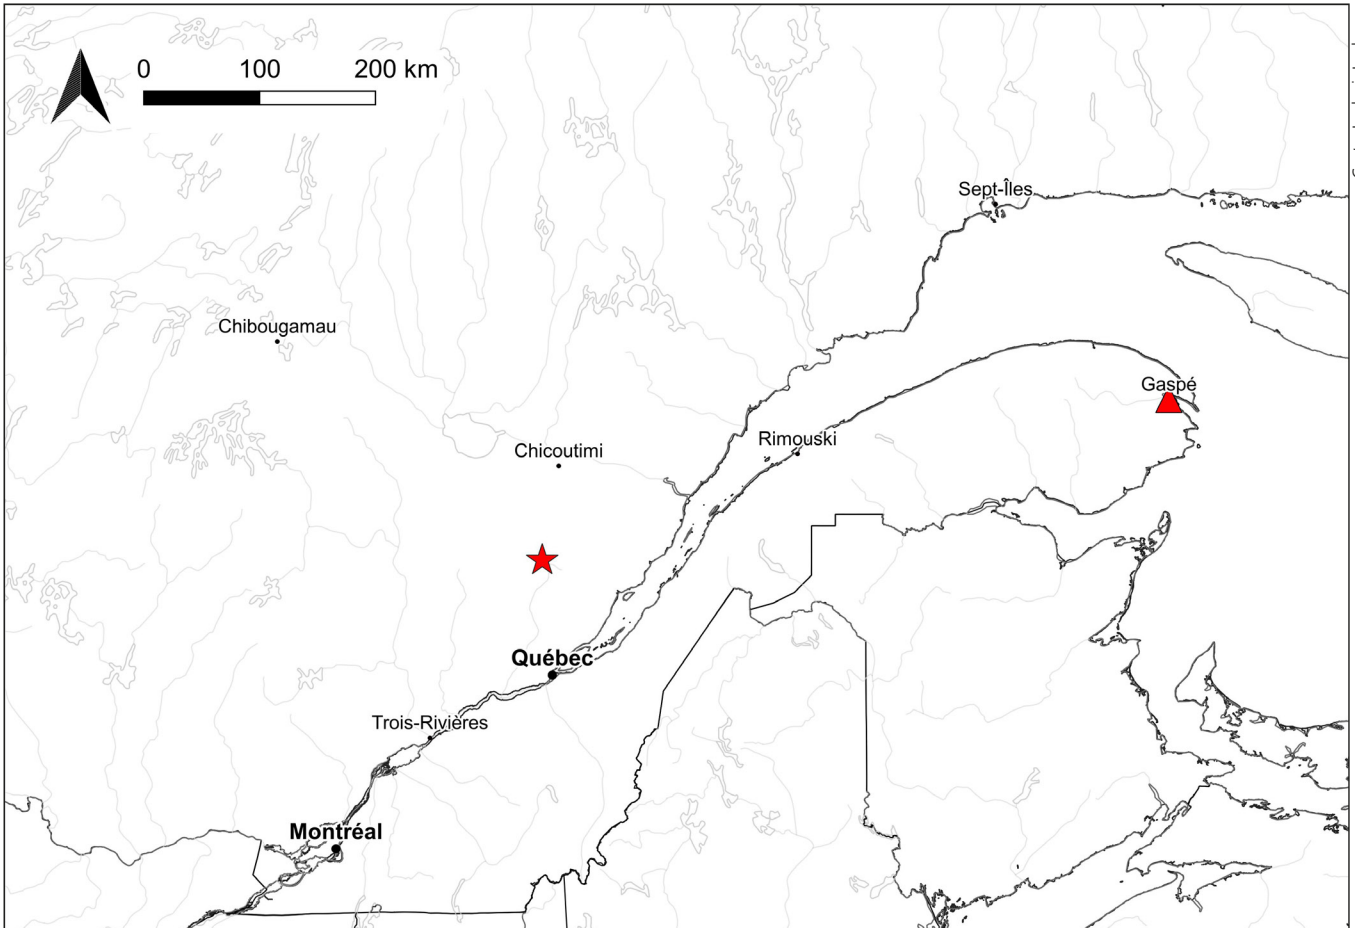 0 100 200 km
Sept-Îles
Chibougamau
Gaspé
Rimouski
Chicoutimi
Québec
Trois-Rivières
Montréal